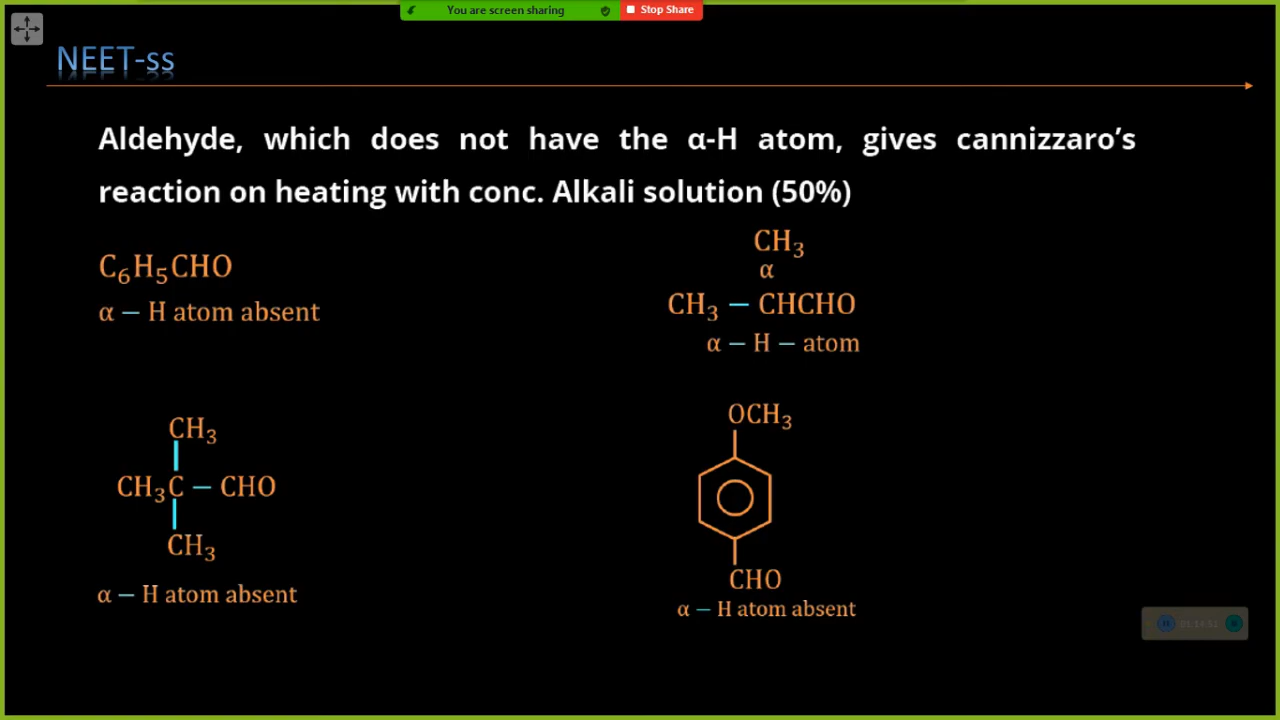 You are screen sharing
Stop Share
NEET-ss
Aldehyde, which does not have the α-H atom, gives cannizzaro’s
reaction on heating with conc. Alkali solution (50%)
C₆H₅CHO
α – H atom absent
CH₃
α
CH₃ – CHCHO
α – H – atom
CH₃
CH₃C – CHO
CH₃
α – H atom absent
OCH₃
CHO
α – H atom absent